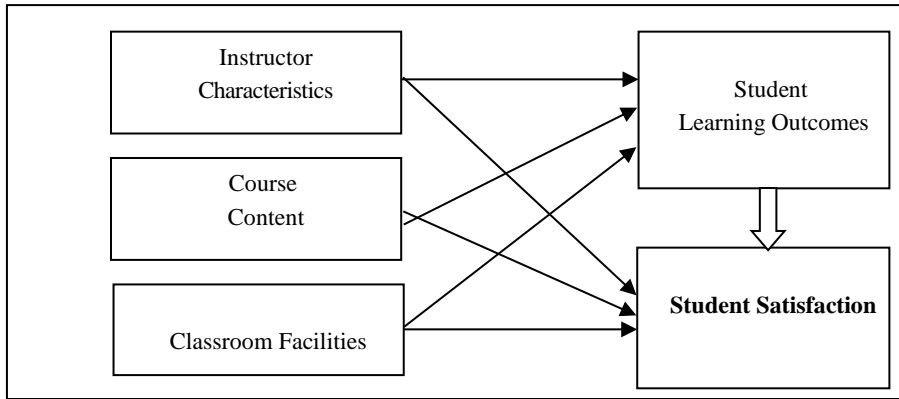 Instructor
Characteristics
Course
Content
Classroom Facilities
Student
Learning Outcomes
Student Satisfaction